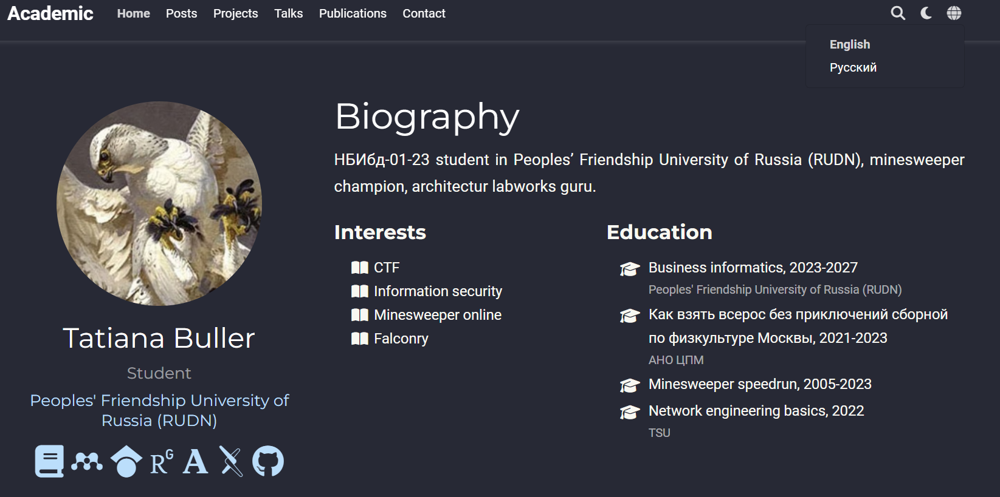 Academic Home Posts Projects Talks Publications Contact
English
Русский
Biography
НБИбд-01-23 student in Peoples’ Friendship University of Russia (RUDN), minesweeper
champion, architectur labworks guru.
Interests
CTF
Information security
Minesweeper online
Falconry
Education
Business informatics, 2023-2027
Peoples' Friendship University of Russia (RUDN)
Как взять всерос без приключений сборной
по физкультуре Москвы, 2021-2023
АНО ЦПМ
Minesweeper speedrun, 2005-2023
Network engineering basics, 2022
TSU
Tatiana Buller
Student
Peoples' Friendship University of
Russia (RUDN)